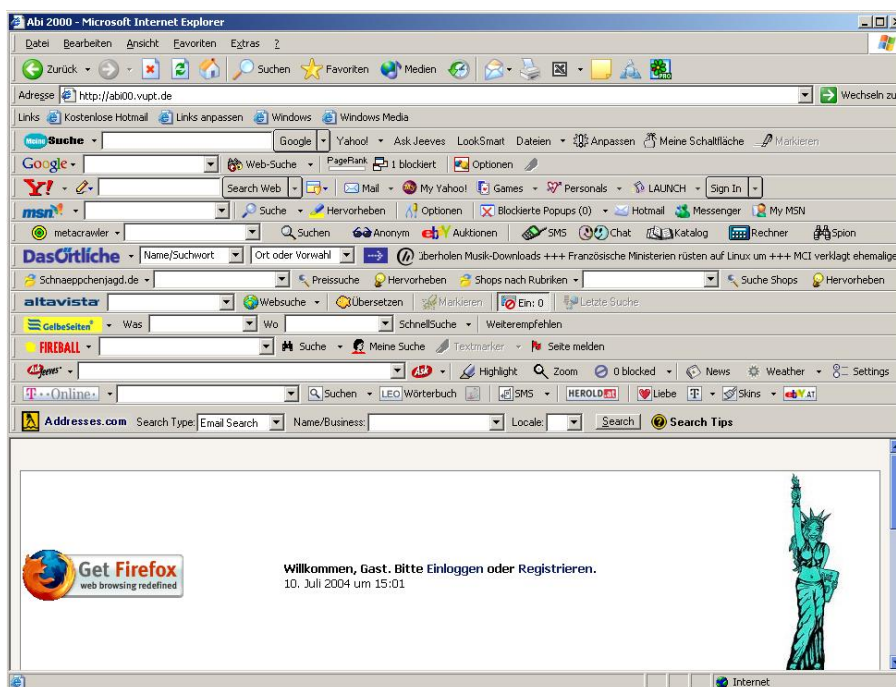 Abi 2000 - Microsoft Internet Explorer
Datei Bearbeiten Ansicht Favoriten Extras ?
Zurück Suchen Favoriten Medien PRO
Adresse http://abi00.vupt.de Wechseln zu
Links Kostenlose Hotmail Links anpassen Windows Windows Media
Meine Suche Google Yahoo! Ask Jeeves LookSmart Dateien Anpassen Meine Schaltfläche Markieren
Google Web-Suche PageRank 1 blockiert Optionen
Y! Search Web Mail My Yahoo! Games Personals LAUNCH Sign In
msn Suche Hervorheben Optionen Blockierte Popups (0) Hotmail Messenger My MSN
metacrawler Suchen Anonym ebY Auktionen SMS Chat Katalog Rechner Spion
DasÖrtliche Name/Suchwort Ort oder Vorwahl überholen Musik-Downloads +++ Französische Ministerien rüsten auf Linux um +++ MCI verklagt ehemalige
Schnaeppchenjagd.de Preissuche Hervorheben Shops nach Rubriken Suche Shops Hervorheben
altavista Websuche Übersetzen Markieren Ein: 0 Letzte Suche
GelbeSeiten Was Wo SchnellSuche Weiterempfehlen
FIREBALL Suche Meine Suche Textmarker Seite melden
Ask Jeeves Ask Highlight Zoom 0 blocked News Weather Settings
T··Online· Suchen LEO Wörterbuch SMS HEROLD Liebe T Skins ebY AT
Addresses.com Search Type: Email Search Name/Business: Locale: Search Search Tips
Get Firefox
web browsing redefined
Willkommen, Gast. Bitte Einloggen oder Registrieren.
10. Juli 2004 um 15:01
Internet